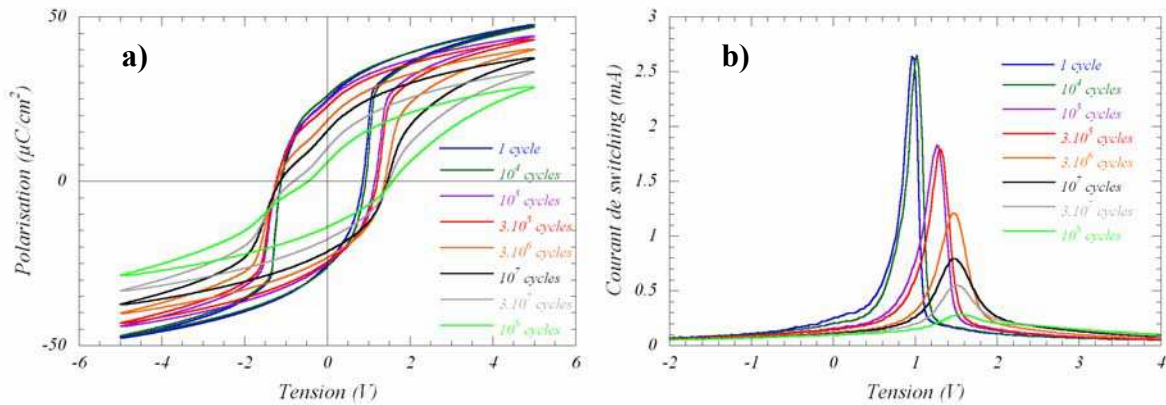 a)
50
0
-50
Polarisation (µC/cm²)
-6 -4 -2 0 2 4 6
Tension (V)
1 cycle
10⁴ cycles
10⁵ cycles
3.10⁵ cycles
3.10⁶ cycles
10⁷ cycles
3.10⁷ cycles
10⁸ cycles
b)
3
2.5
2
1.5
1
0.5
0
Courant de switching (mA)
-2 -1 0 1 2 3 4
Tension (V)
1 cycle
10⁴ cycles
10⁵ cycles
3.10⁵ cycles
3.10⁶ cycles
10⁷ cycles
3.10⁷ cycles
10⁸ cycles